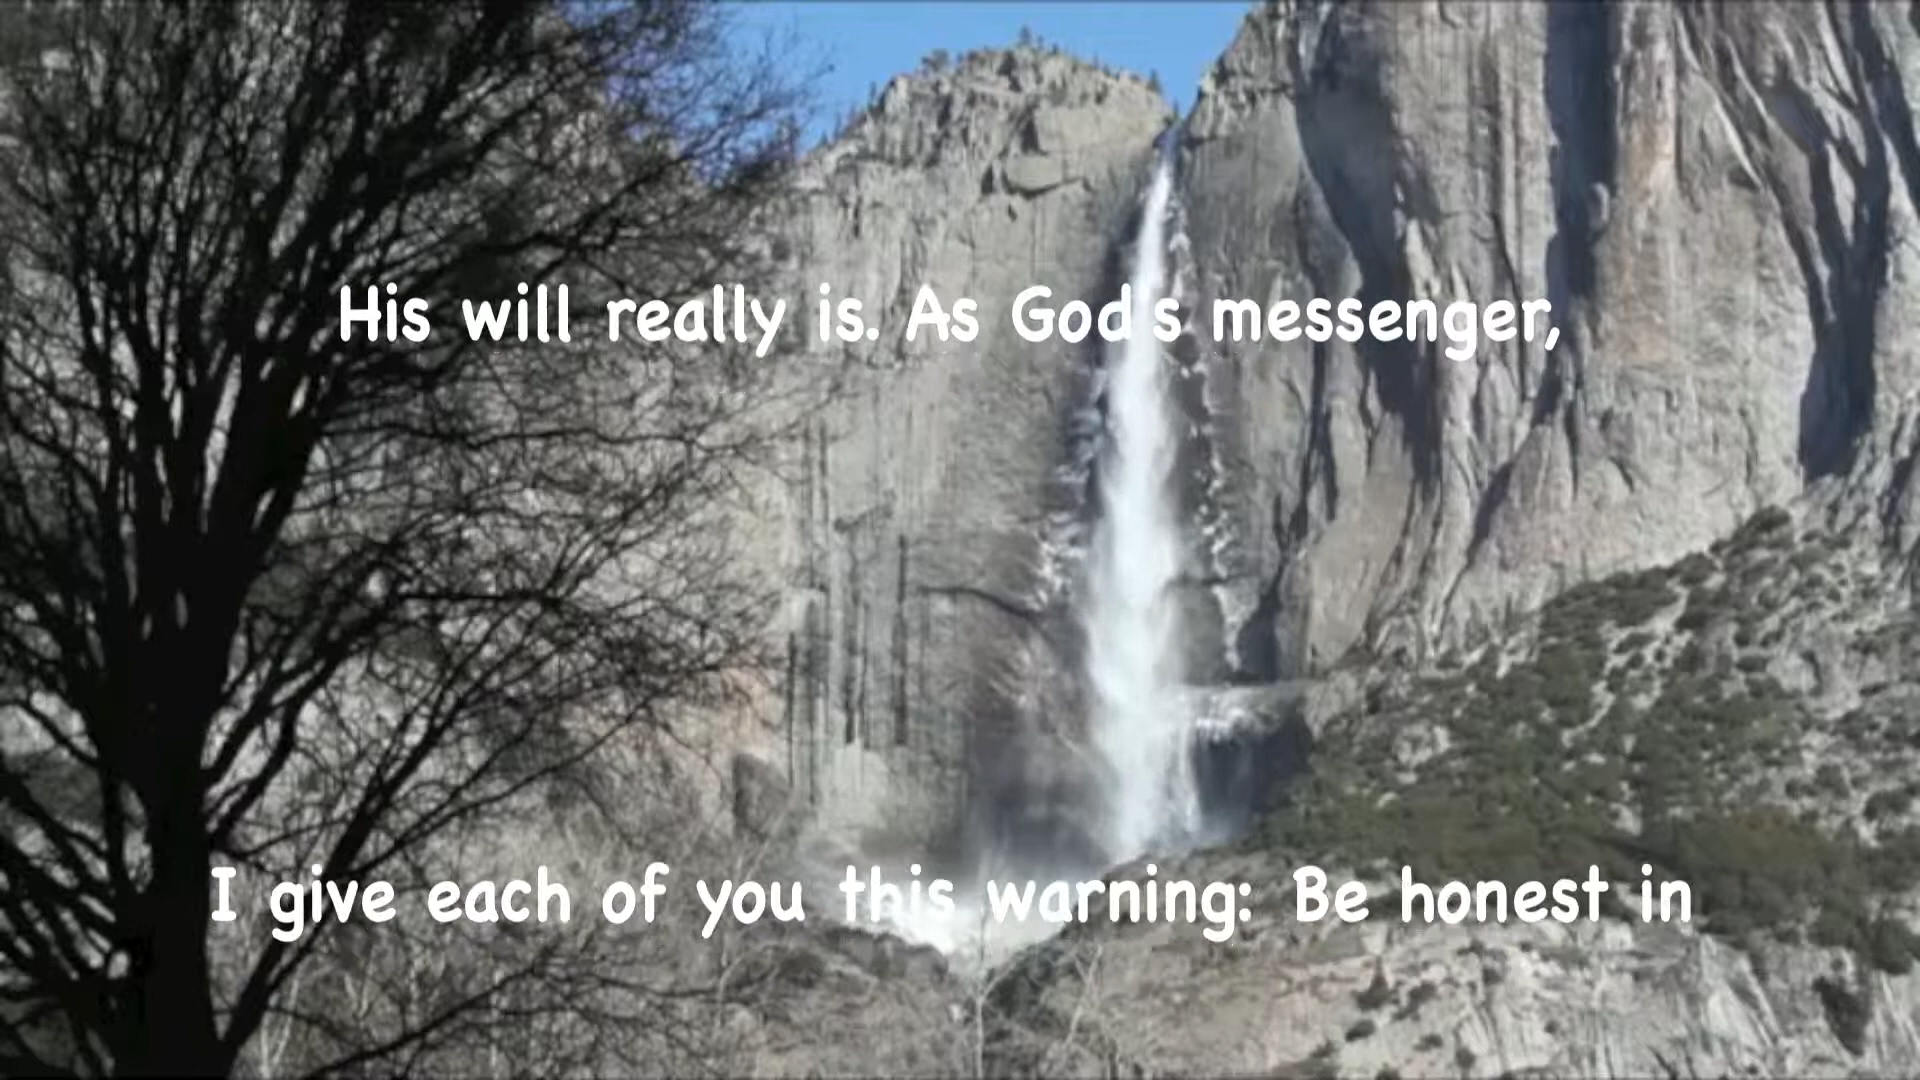 His will really is. As God's messenger,
I give each of you this warning: Be honest in